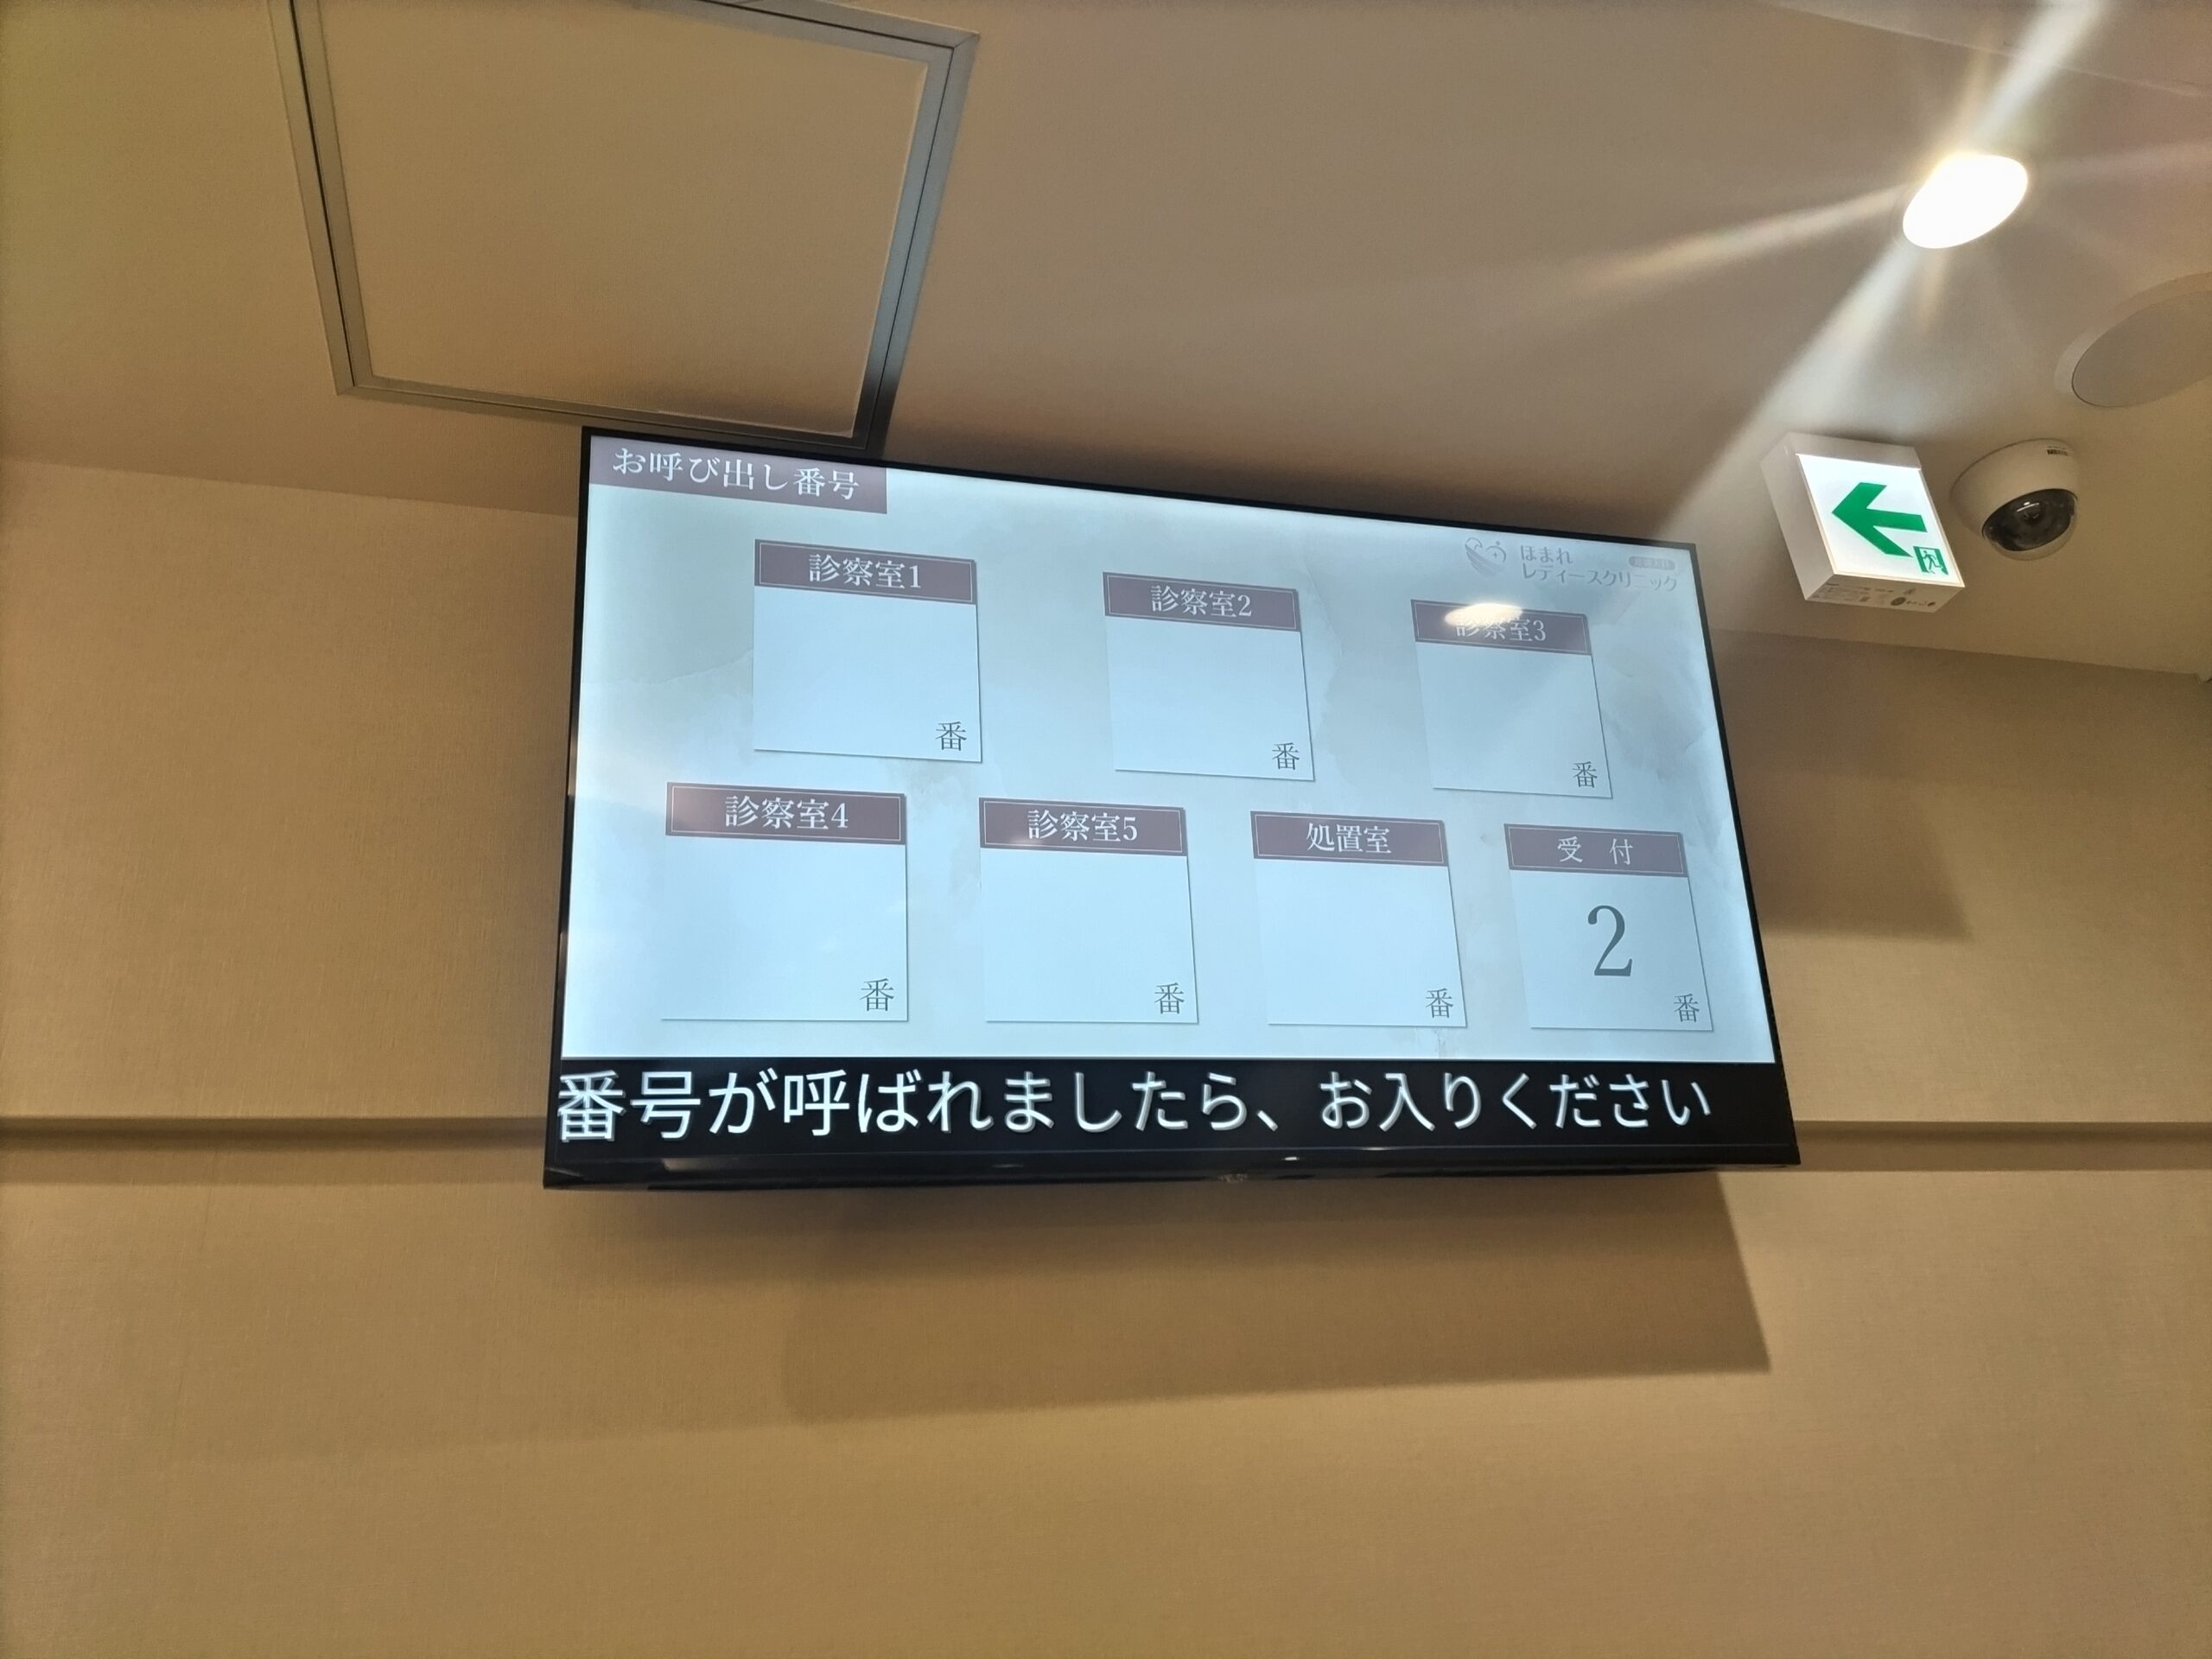 お呼び出し番号
ほまれ
レディースクリニック
診察室1
番
診察室2
番
診察室3
番
診察室4
番
診察室5
番
処置室
番
受 付
2
番
番号が呼ばれましたら、お入りください